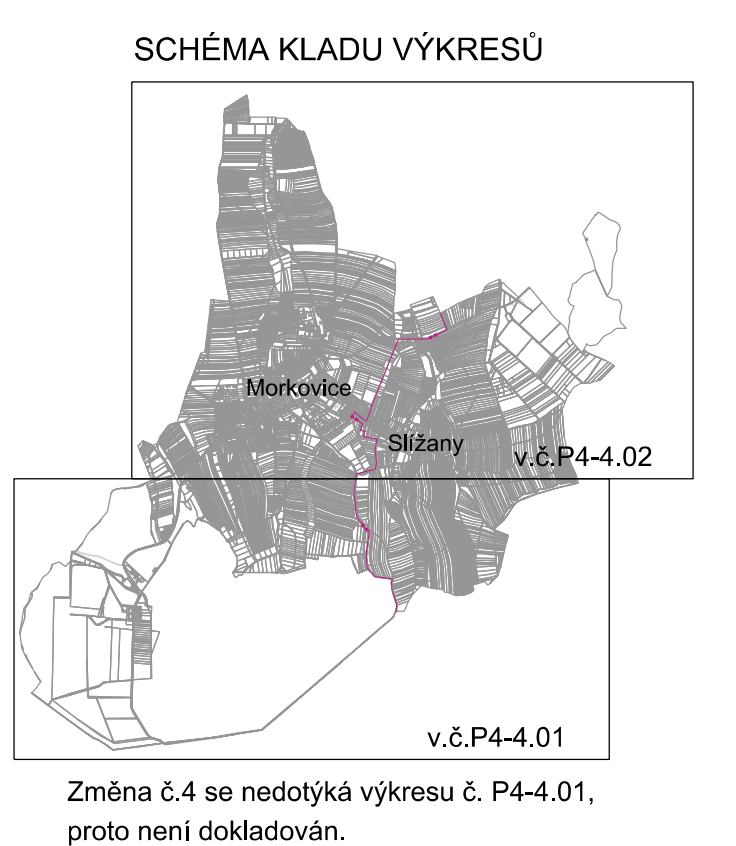 SCHÉMA KLADU VÝKRESŮ
Morkovice
Slížany
v.č.P4-4.02
v.č.P4-4.01
Změna č.4 se nedotýká výkresu č. P4-4.01,
proto není dokladován.